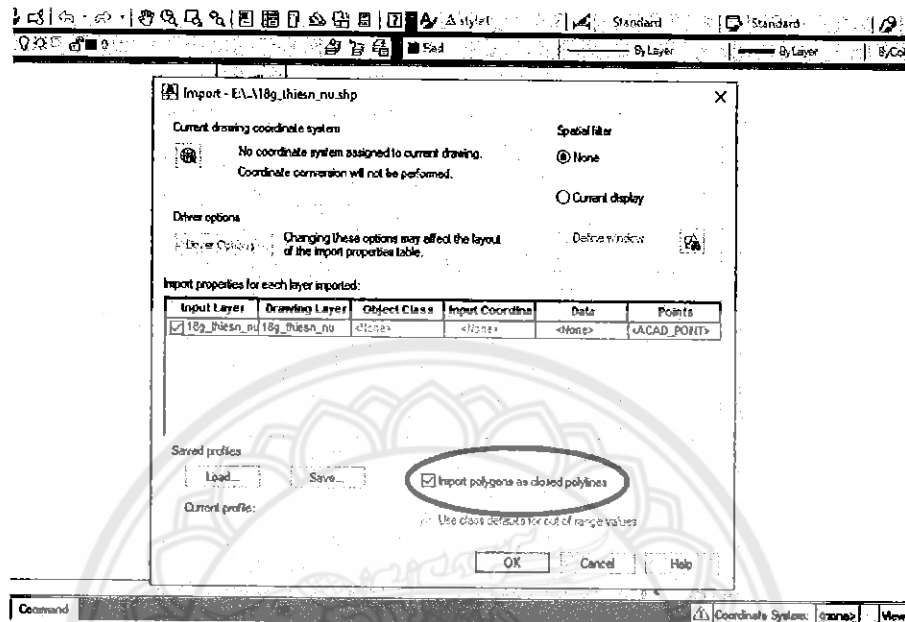 Standard Standard
Red ByLayer ByLayer
Import - E:\..\18g_thiesn_nu.shp
Current drawing coordinate system
No coordinate system assigned to current drawing.
Coordinate conversion will not be performed.
Spatial filter
None
Current display
Define window
Driver options
Driver Options
Changing these options may affect the layout
of the import properties table.
Import properties for each layer imported:
Input Layer Drawing Layer Object Class Input Coordina Data Points
18g_thiesn_nu 18g_thiesn_nu <None> <None> <None> <ACAD_POINT>
Saved profiles
Load... Save...
Import polygons as closed polylines
Current profile:
Use class defaults for out of range values
OK Cancel Help
Command Coordinate System: <none> View